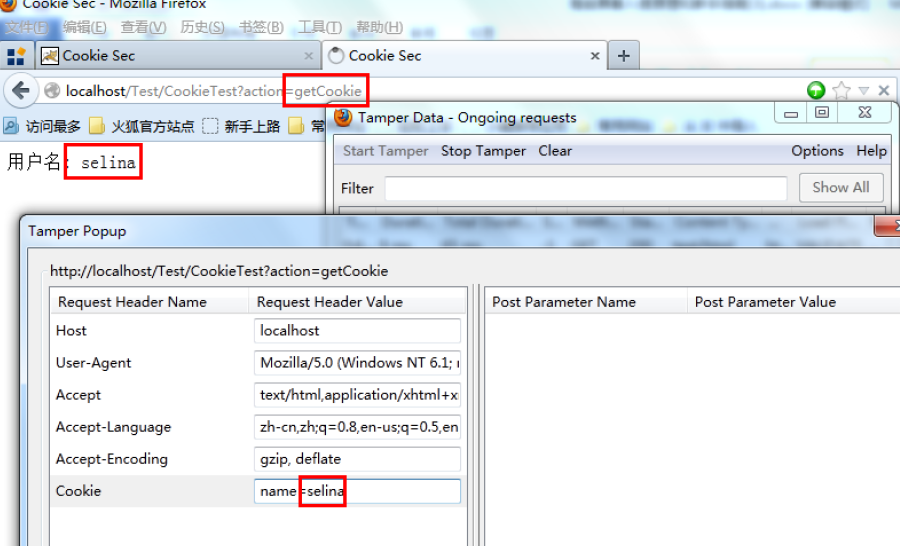 Cookie Sec - Mozilla Firefox
文件(F) 编辑(E) 查看(V) 历史(S) 书签(B) 工具(T) 帮助(H)
Cookie Sec × Cookie Sec × +
localhost/Test/CookieTest?action=getCookie
访问最多 火狐官方站点 新手上路 常
用户名: selina
Tamper Data - Ongoing requests
Start Tamper Stop Tamper Clear Options Help
Filter Show All
Tamper Popup
http://localhost/Test/CookieTest?action=getCookie
Request Header Name Request Header Value Post Parameter Name Post Parameter Value
Host localhost
User-Agent Mozilla/5.0 (Windows NT 6.1;
Accept text/html,application/xhtml+x
Accept-Language zh-cn,zh;q=0.8,en-us;q=0.5,en
Accept-Encoding gzip, deflate
Cookie name=selina